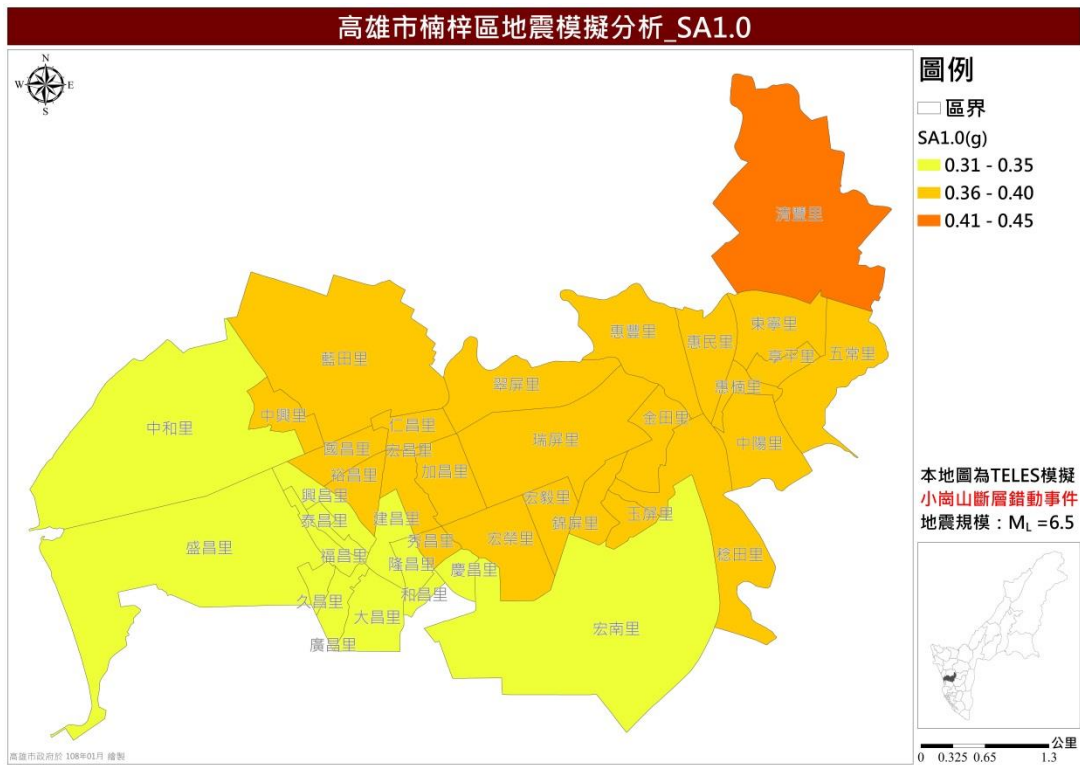 高雄市楠梓區地震模擬分析_SA1.0
N
W E
S
圖例
區界
SA1.0(g)
0.31 - 0.35
0.36 - 0.40
0.41 - 0.45
清豐里
東寧里
惠豐里
惠民里
享平里
五常里
藍田里
翠屏里
惠楠里
中興里
仁昌里
金田里
中和里
瑞屏里
中陽里
國昌里
宏昌里
裕昌里
加昌里
興昌里
宏毅里
泰昌里
建昌里
錦屏里
玉屏里
盛昌里
秀昌里
宏榮里
福昌里
稔田里
隆昌里
慶昌里
久昌里
和昌里
大昌里
宏南里
廣昌里
本地圖為TELES模擬
小崗山斷層錯動事件
地震規模：ML =6.5
公里
0 0.325 0.65 1.3
高雄市政府於 108年01月 繪製